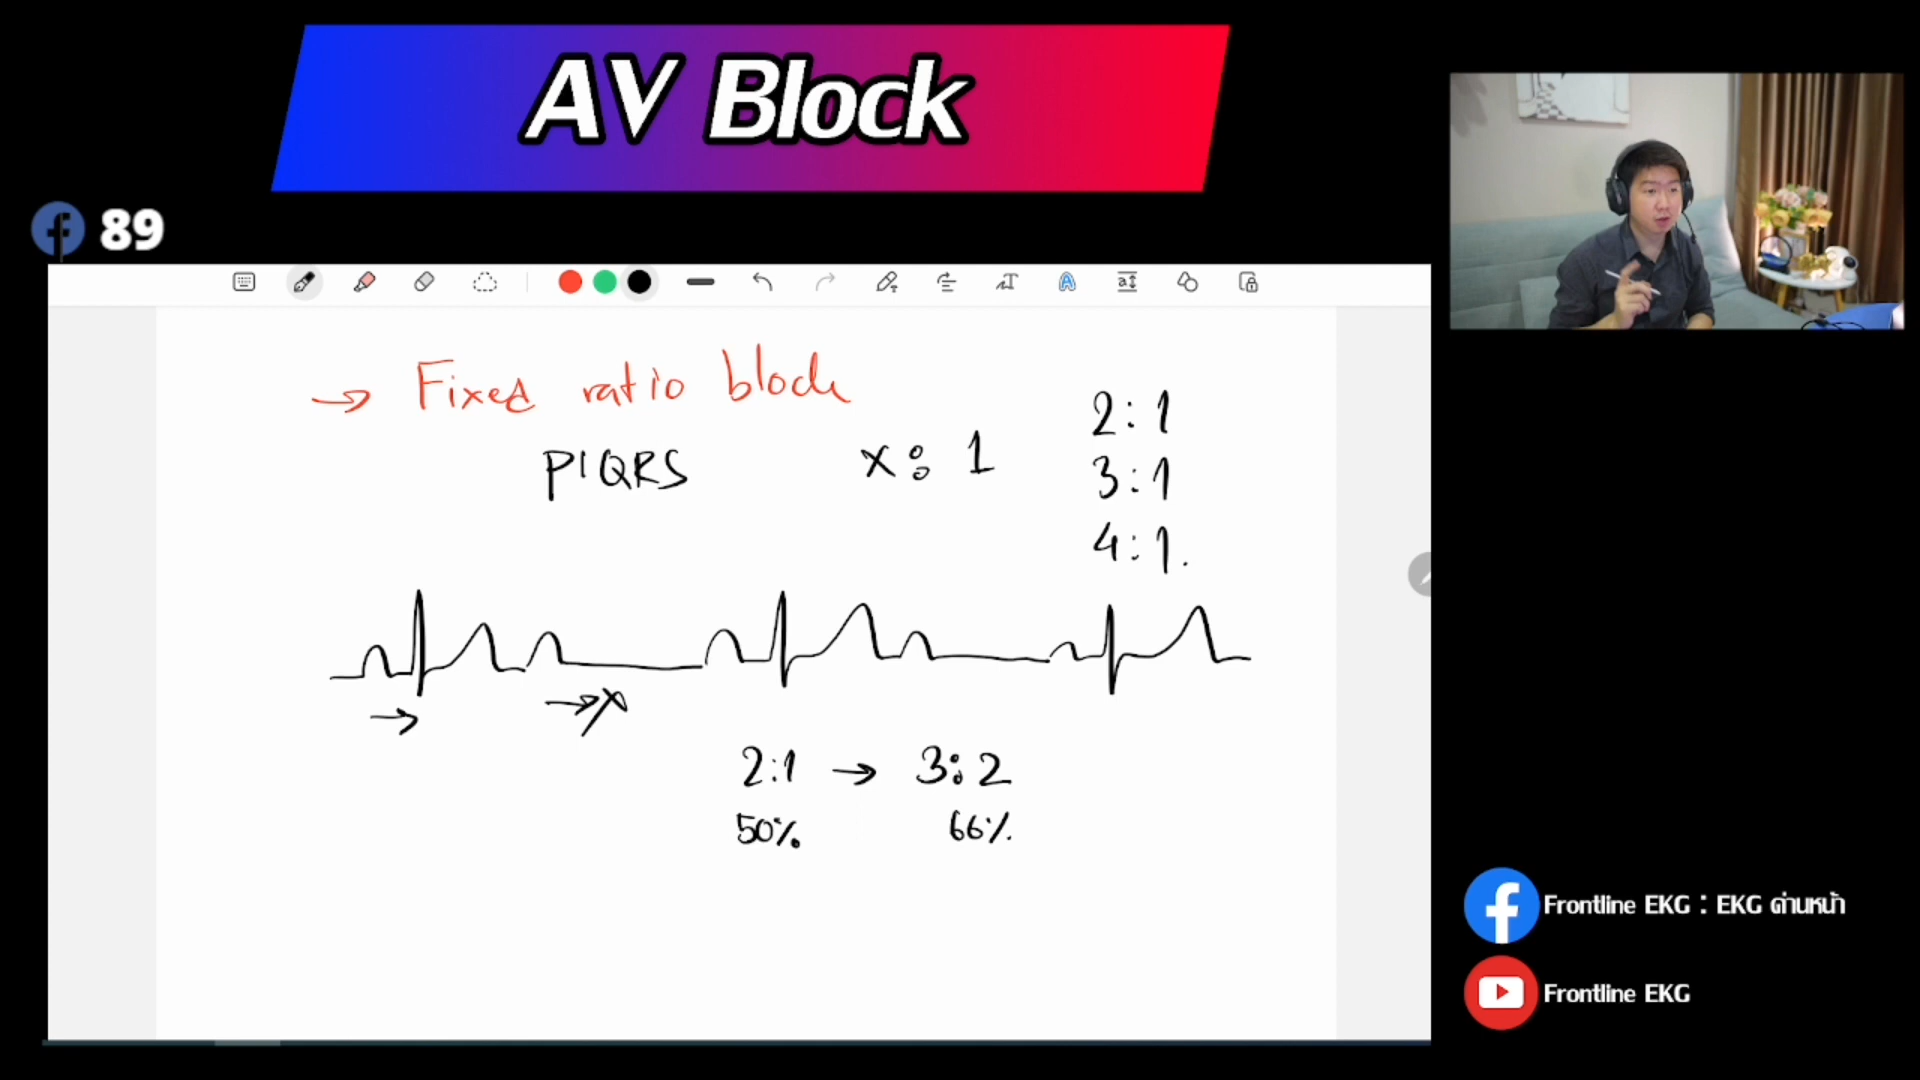 AV Block
89
→ Fixed ratio block
P:QRS x: 1
2:1
3:1
4:1.
2:1 → 3:2
50% 66%.
Frontline EKG : EKG ด่านหน้า
Frontline EKG